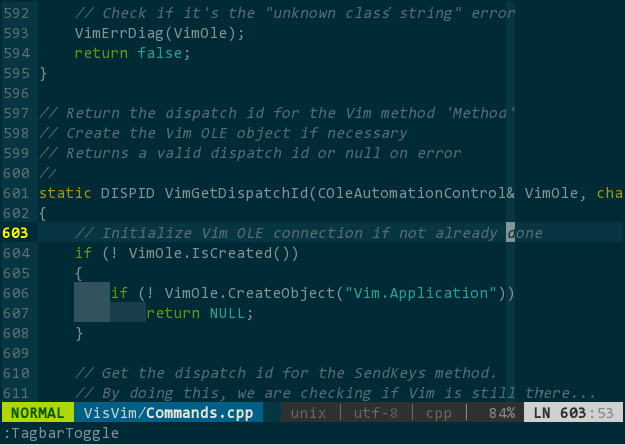 592 // Check if it's the "unknown class string" error
593 VimErrDiag(VimOle);
594 return false;
595 }
596
597 // Return the dispatch id for the Vim method 'Method'
598 // Create the Vim OLE object if necessary
599 // Returns a valid dispatch id or null on error
600 //
601 static DISPID VimGetDispatchId(COleAutomationControl& VimOle, cha
602 {
603 // Initialize Vim OLE connection if not already done
604 if (! VimOle.IsCreated())
605 {
606 if (! VimOle.CreateObject("Vim.Application"))
607 return NULL;
608 }
609
610 // Get the dispatch id for the SendKeys method.
611 // By doing this, we are checking if Vim is still there...
NORMAL VisVim/Commands.cpp unix | utf-8 | cpp | 84% LN 603:53
:TagbarToggle